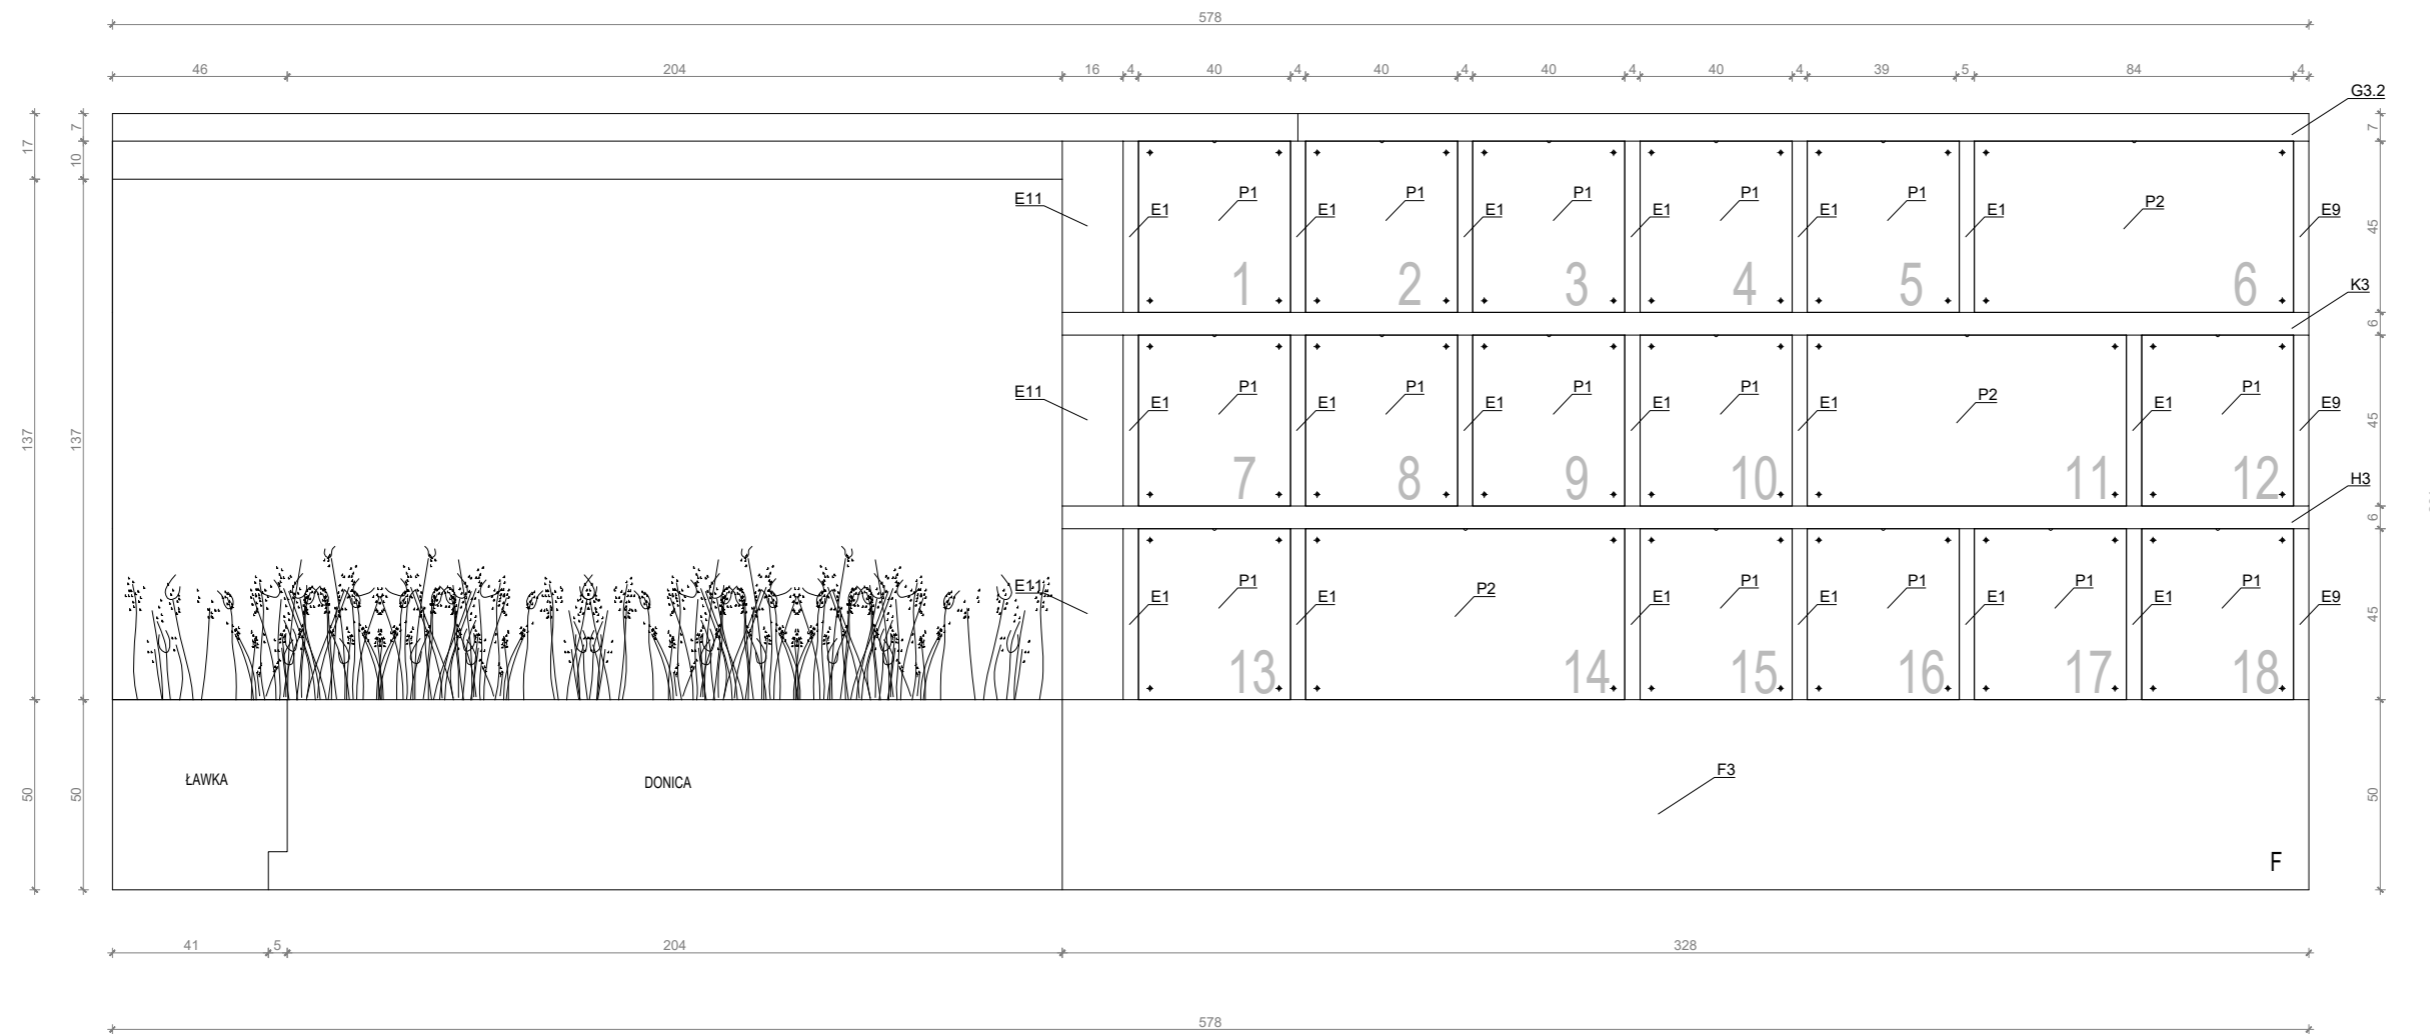 578
46 204 16 4 40 4 40 4 40 4 40 4 39 5 84 4
G3.2
17 7 10 7
E11 E1 P1 E1 P1 E1 P1 E1 P1 E1 P1 E1 P2 E9 45
1 2 3 4 5 6
K3
6
E11 E1 P1 E1 P1 E1 P1 E1 P1 E1 P2 E1 P1 E9 45
137 137
7 8 9 10 11 12
H3
6
E11 E1 P1 E1 P2 E1 P1 E1 P1 E1 P1 E1 P1 E9 45
13 14 15 16 17 18
50 50 ŁAWKA DONICA F3 50
F
41 5 204 328
578